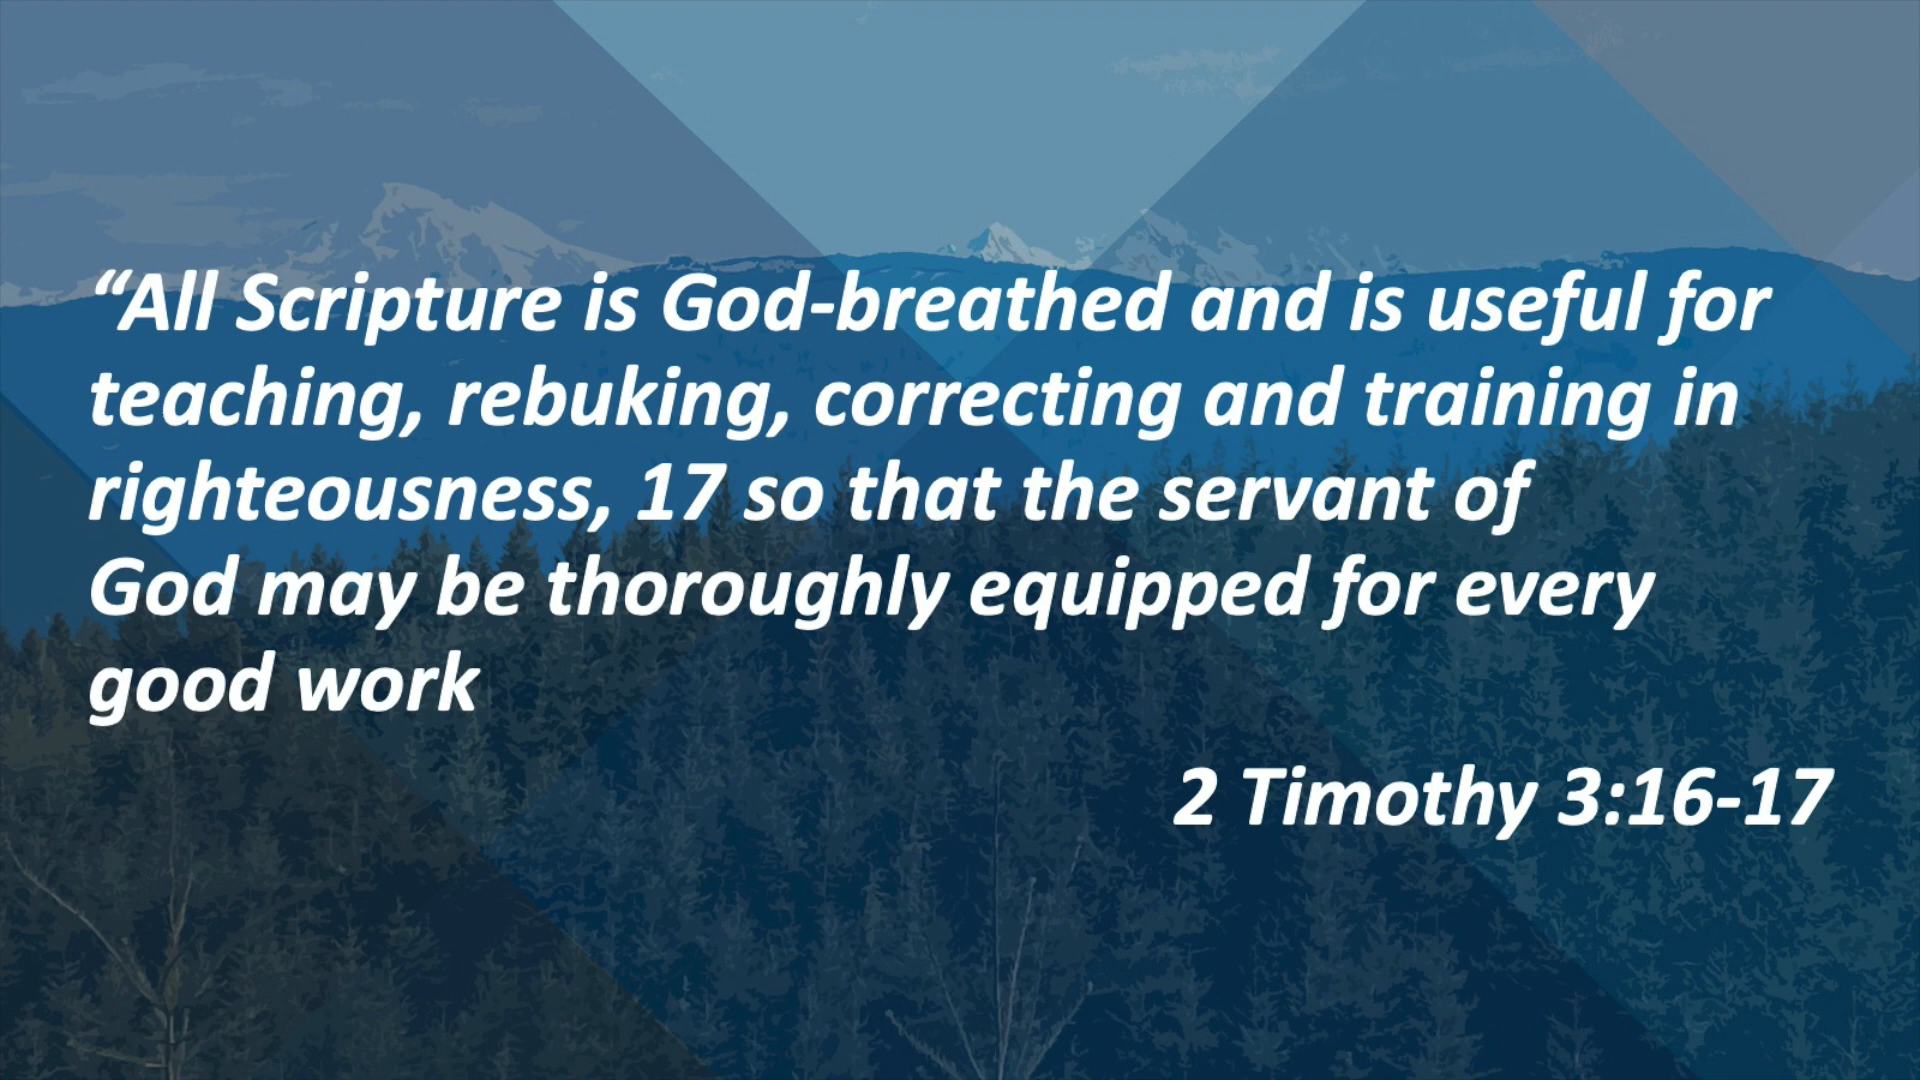 “All Scripture is God-breathed and is useful for
teaching, rebuking, correcting and training in
righteousness, 17 so that the servant of
God may be thoroughly equipped for every
good work
2 Timothy 3:16-17